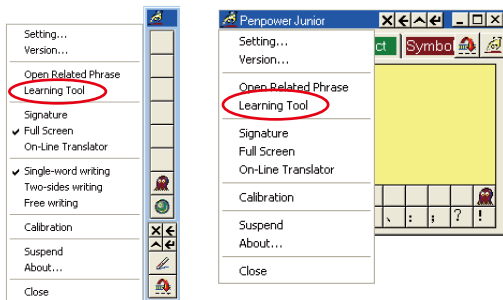 Setting...
Version...
Open Related Phrase
Learning Tool
Signature
Full Screen
On-Line Translator
Single-word writing
Two-sides writing
Free writing
Calibration
Suspend
About...
Close
Penpower Junior
Setting...
Version...
Open Related Phrase
Learning Tool
Signature
Full Screen
On-Line Translator
Calibration
Suspend
About...
Close
ct
Symbo
、 : ; ? !